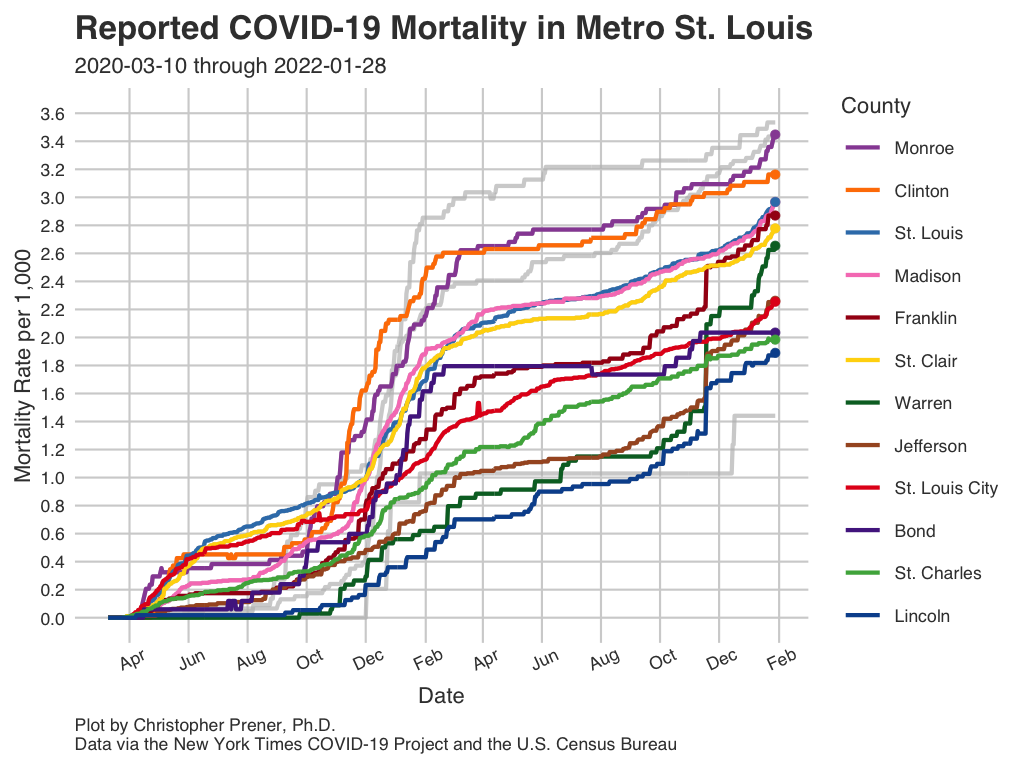 Reported COVID-19 Mortality in Metro St. Louis
2020-03-10 through 2022-01-28
Mortality Rate per 1,000
3.6
3.4
3.2
3.0
2.8
2.6
2.4
2.2
2.0
1.8
1.6
1.4
1.2
1.0
0.8
0.6
0.4
0.2
0.0
Apr Jun Aug Oct Dec Feb Apr Jun Aug Oct Dec Feb
Date
County
Monroe
Clinton
St. Louis
Madison
Franklin
St. Clair
Warren
Jefferson
St. Louis City
Bond
St. Charles
Lincoln
Plot by Christopher Prener, Ph.D.
Data via the New York Times COVID-19 Project and the U.S. Census Bureau